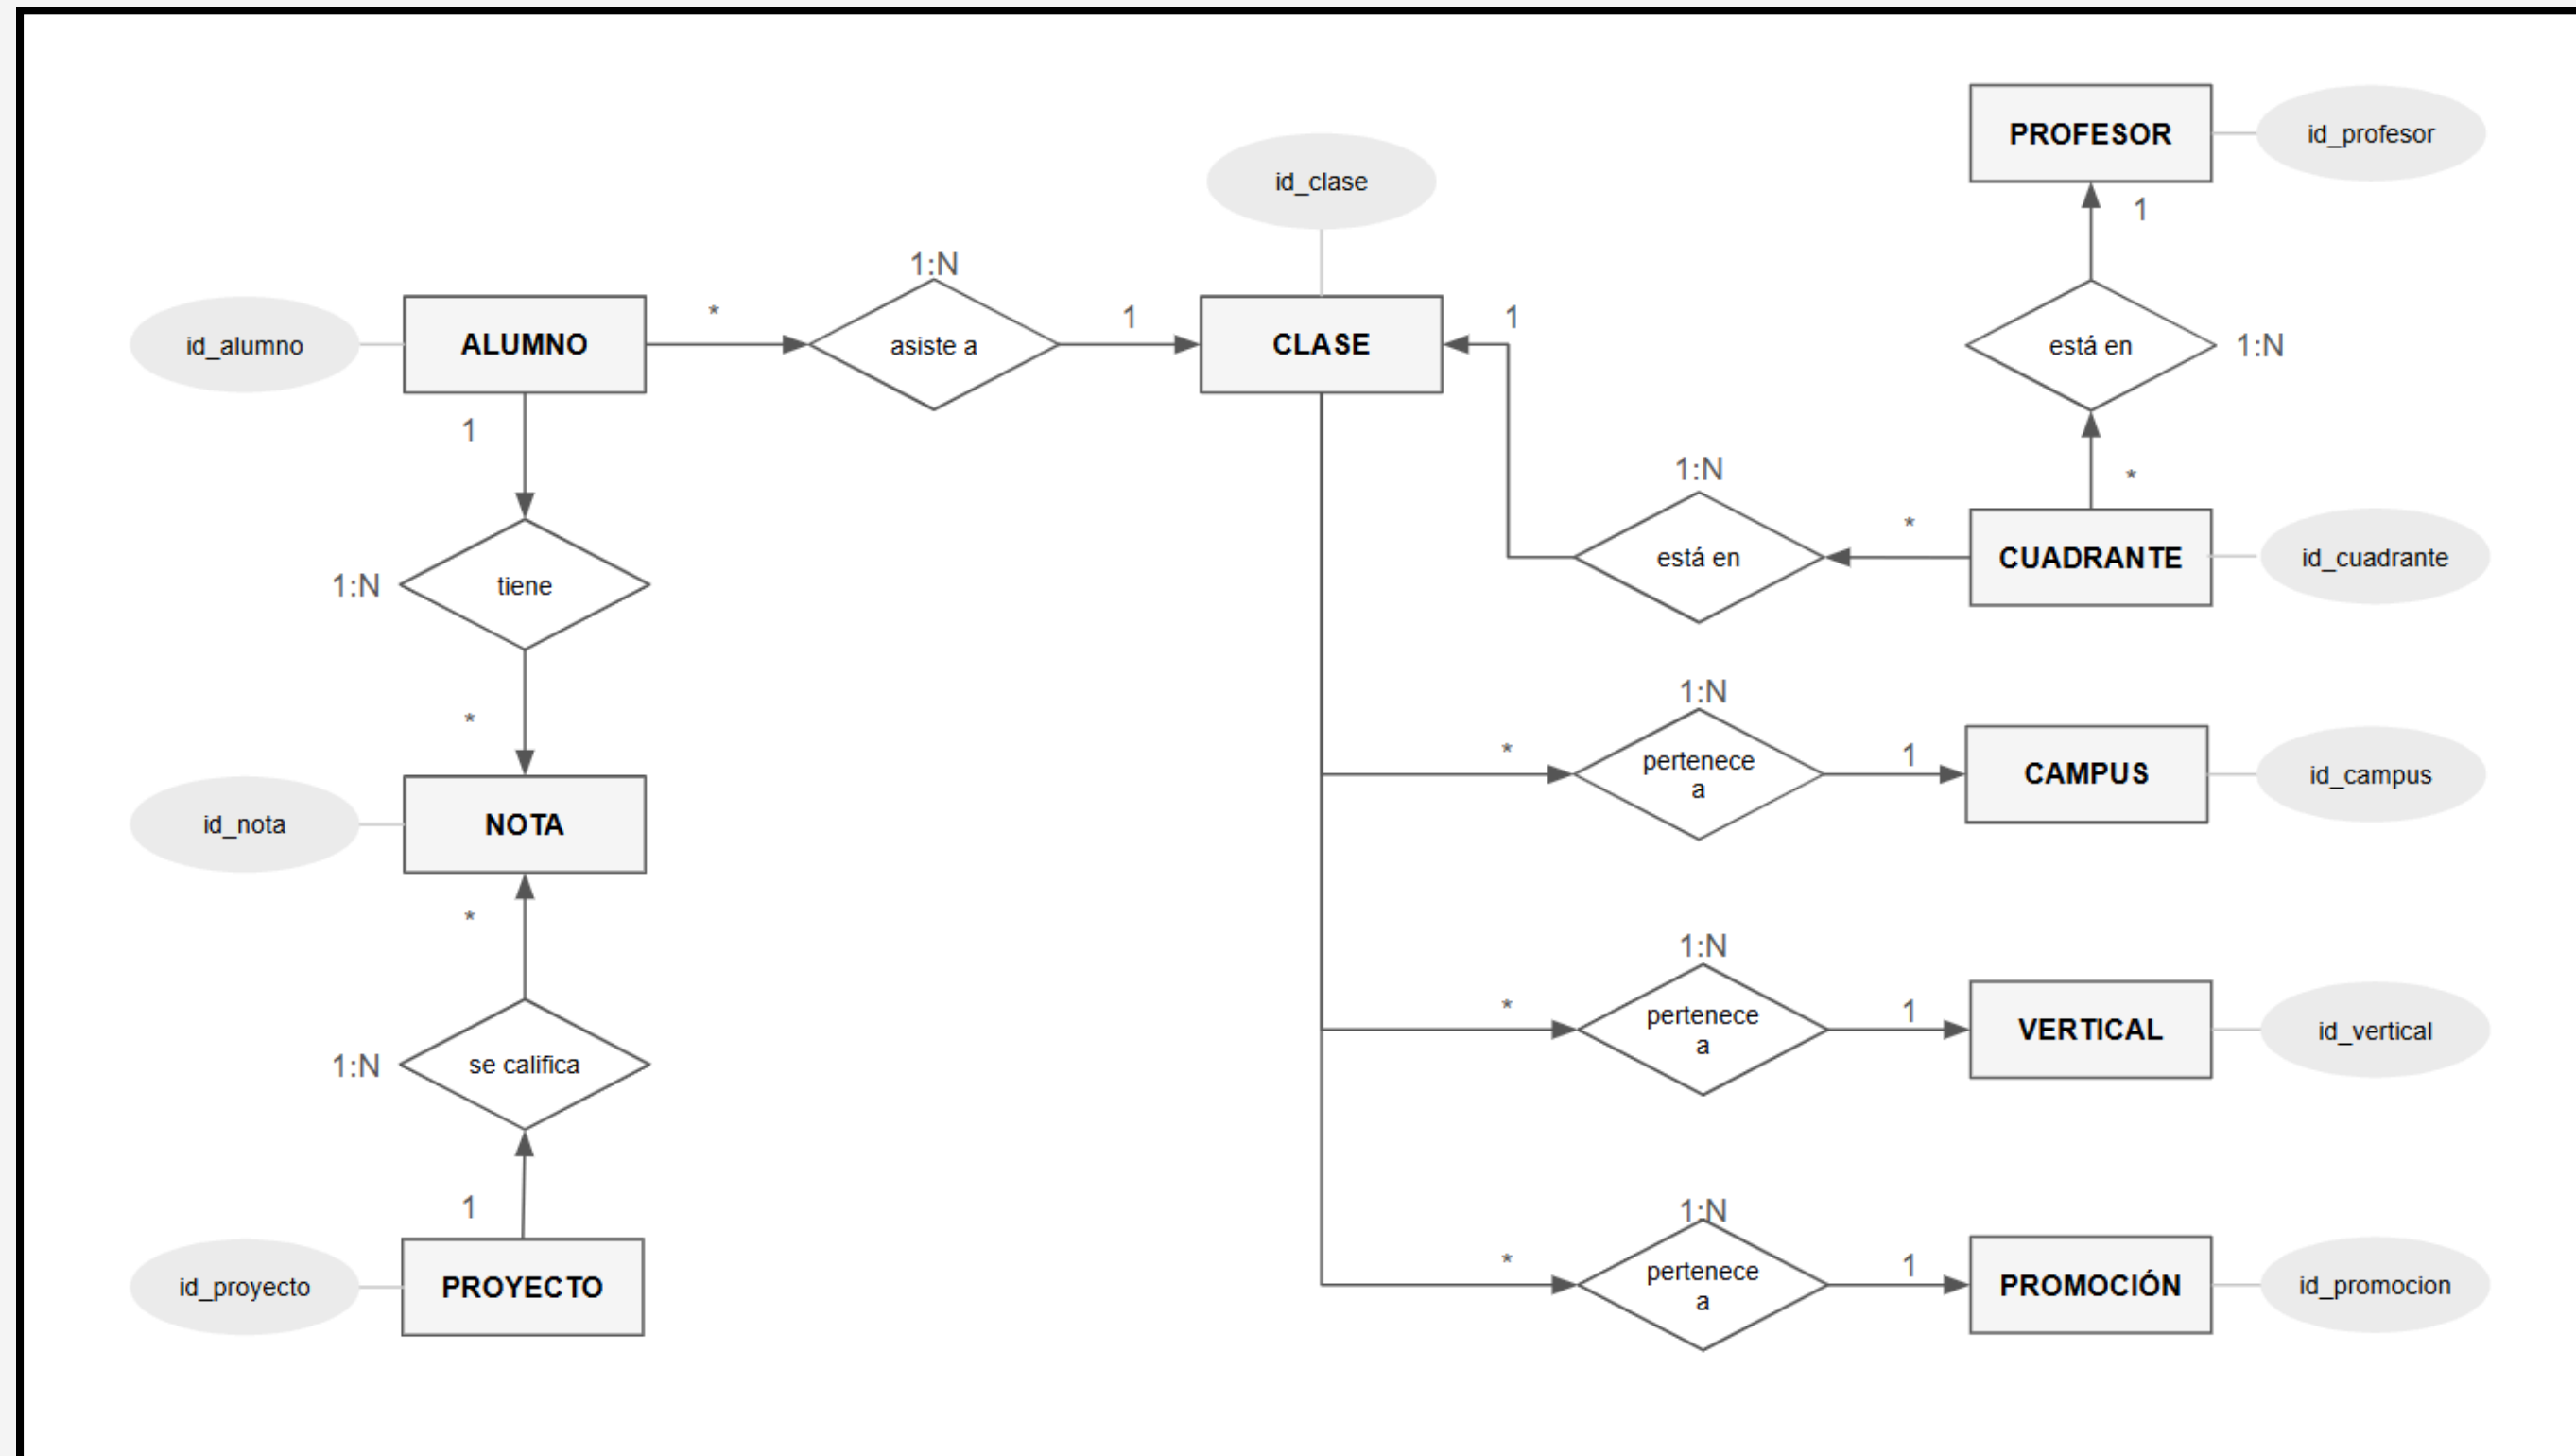 PROFESOR
id_profesor
id_clase
1
1:N
*
1
1
id_alumno
ALUMNO
asiste a
CLASE
está en
1:N
1
1:N
*
*
CUADRANTE
id_cuadrante
está en
1:N
tiene
1:N
*
*
pertenece
a
1
CAMPUS
id_campus
id_nota
NOTA
*
1:N
*
pertenece
a
1
VERTICAL
id_vertical
1:N
se califica
1
1:N
*
pertenece
a
1
PROMOCIÓN
id_promocion
id_proyecto
PROYECTO